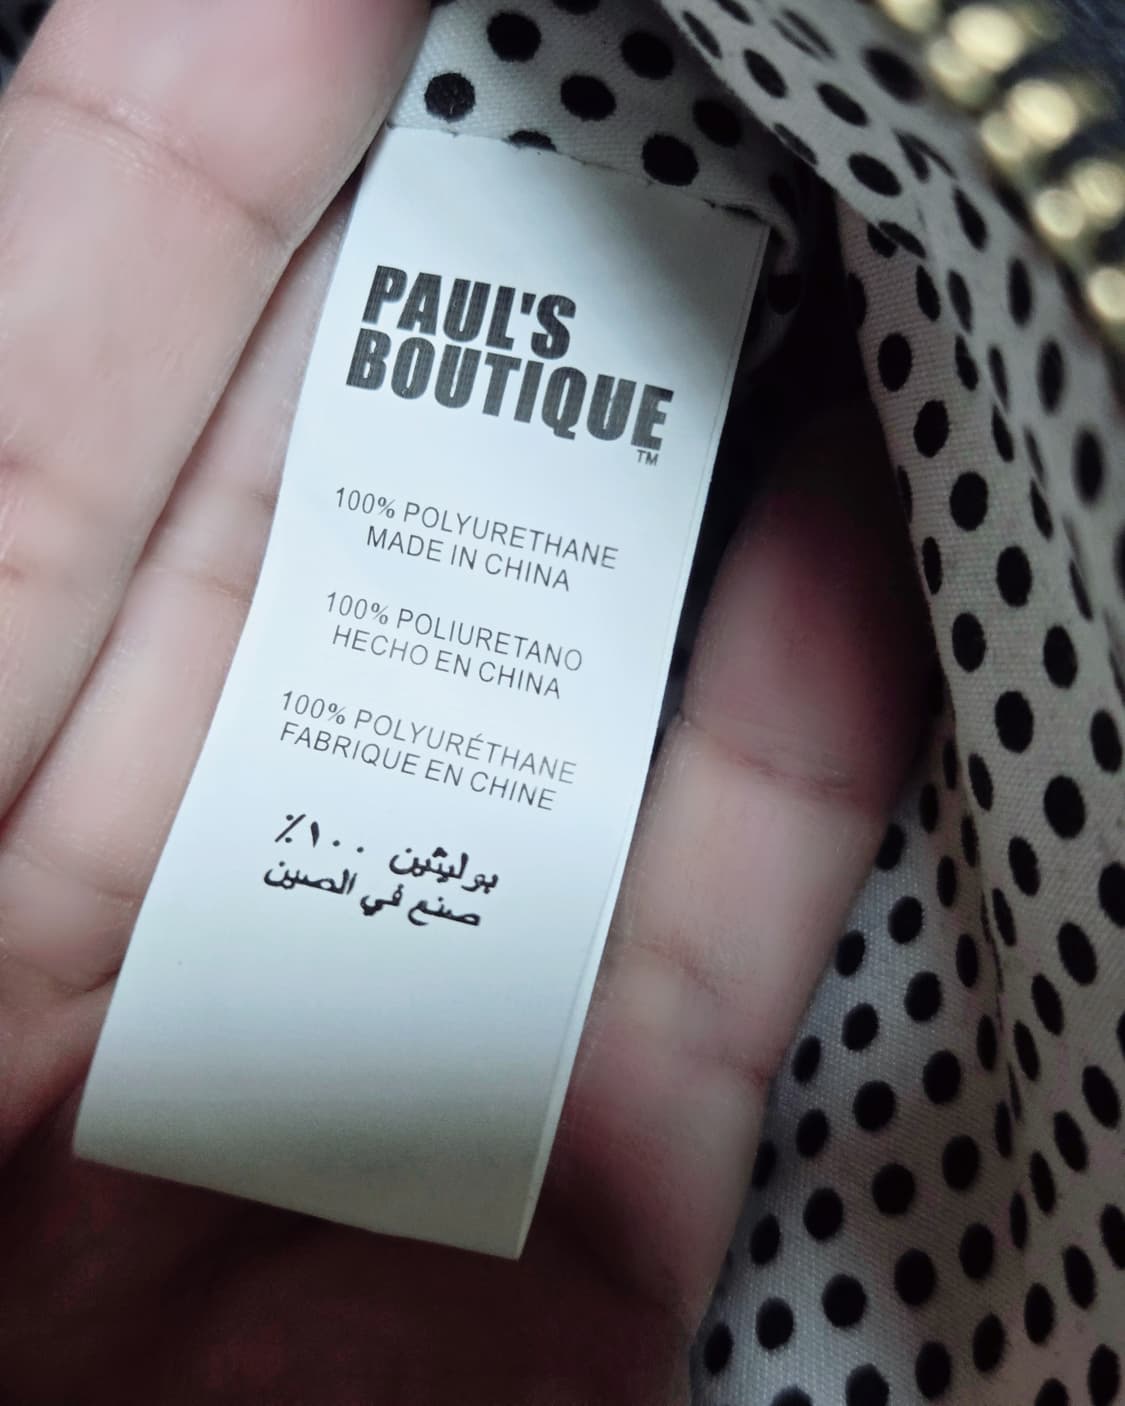 PAUL'S
BOUTIQUE
TM
100% POLYURETHANE
MADE IN CHINA
100% POLIURETANO
HECHO EN CHINA
100% POLYURÉTHANE
FABRIQUE EN CHINE
بوليثين ١٠٠٪
صنع في الصين